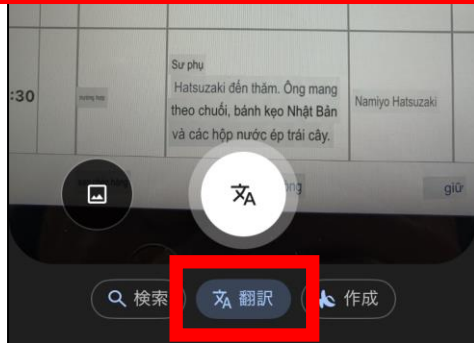 Sư phụ
Hatsuzaki đến thăm. Ông mang
:30
theo chuối, bánh kẹo Nhật Bản
Namiyo Hatsuzaki
và các hộp nước ép trái cây.
giữ
検索
翻訳
作成